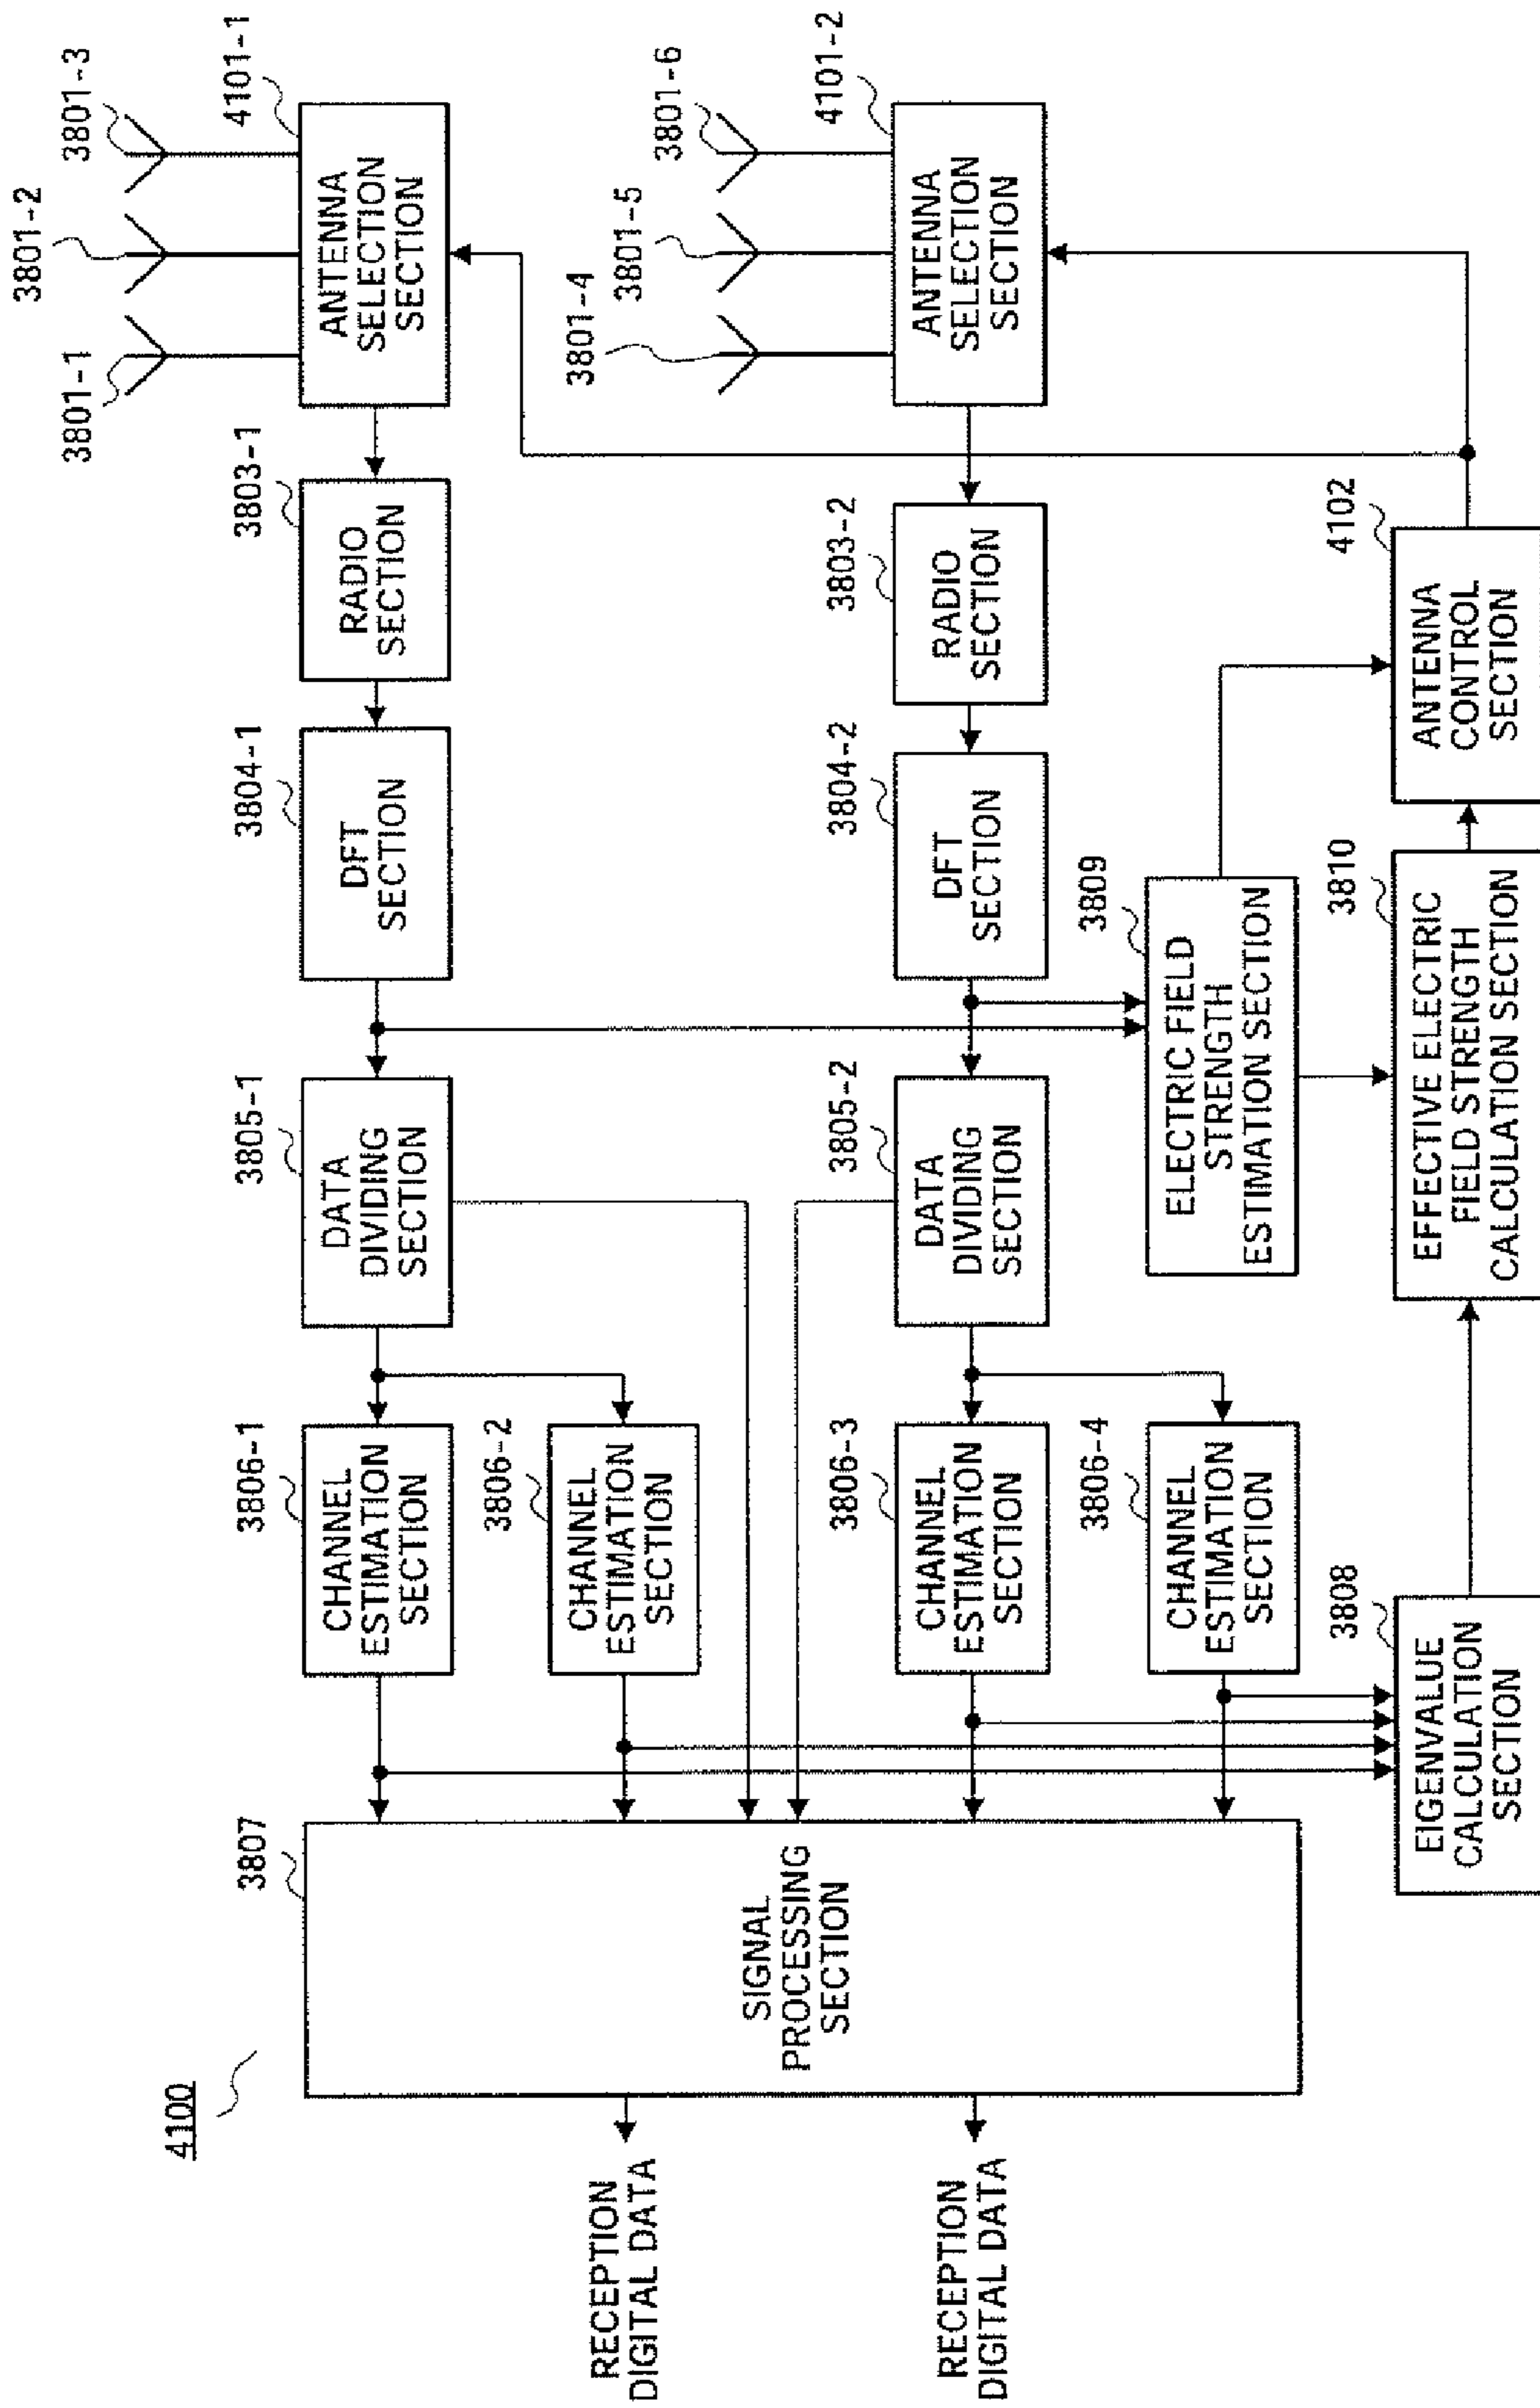 4100
3801-1
3801-2
3801-3
4101-1
ANTENNA
SELECTION
SECTION
3803-1
RADIO
SECTION
3804-1
DFT
SECTION
3805-1
DATA
DIVIDING
SECTION
3806-1
CHANNEL
ESTIMATION
SECTION
3806-2
CHANNEL
ESTIMATION
SECTION
3807
SIGNAL
PROCESSING
SECTION
RECEPTION
DIGITAL DATA
RECEPTION
DIGITAL DATA
3801-4
3801-5
3801-6
4101-2
ANTENNA
SELECTION
SECTION
3803-2
RADIO
SECTION
3804-2
DFT
SECTION
3805-2
DATA
DIVIDING
SECTION
3806-3
CHANNEL
ESTIMATION
SECTION
3806-4
CHANNEL
ESTIMATION
SECTION
3809
ELECTRIC FIELD
STRENGTH
ESTIMATION SECTION
3808
EIGENVALUE
CALCULATION
SECTION
3810
EFFECTIVE ELECTRIC
FIELD STRENGTH
CALCULATION SECTION
4102
ANTENNA
CONTROL
SECTION